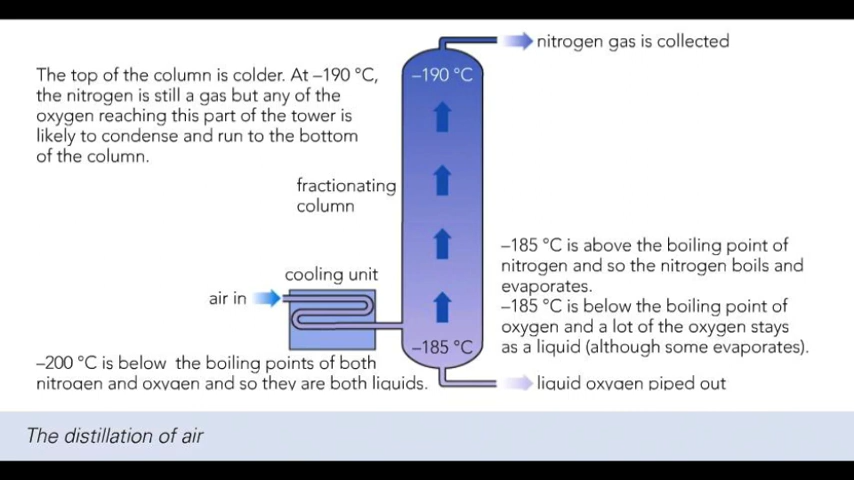 nitrogen gas is collected
The top of the column is colder. At –190 °C,
the nitrogen is still a gas but any of the
oxygen reaching this part of the tower is
likely to condense and run to the bottom
of the column.
–190 °C
fractionating
column
–185 °C is above the boiling point of
nitrogen and so the nitrogen boils and
evaporates.
–185 °C is below the boiling point of
oxygen and a lot of the oxygen stays
as a liquid (although some evaporates).
cooling unit
air in
–185 °C
–200 °C is below the boiling points of both
nitrogen and oxygen and so they are both liquids.
liquid oxygen piped out
The distillation of air